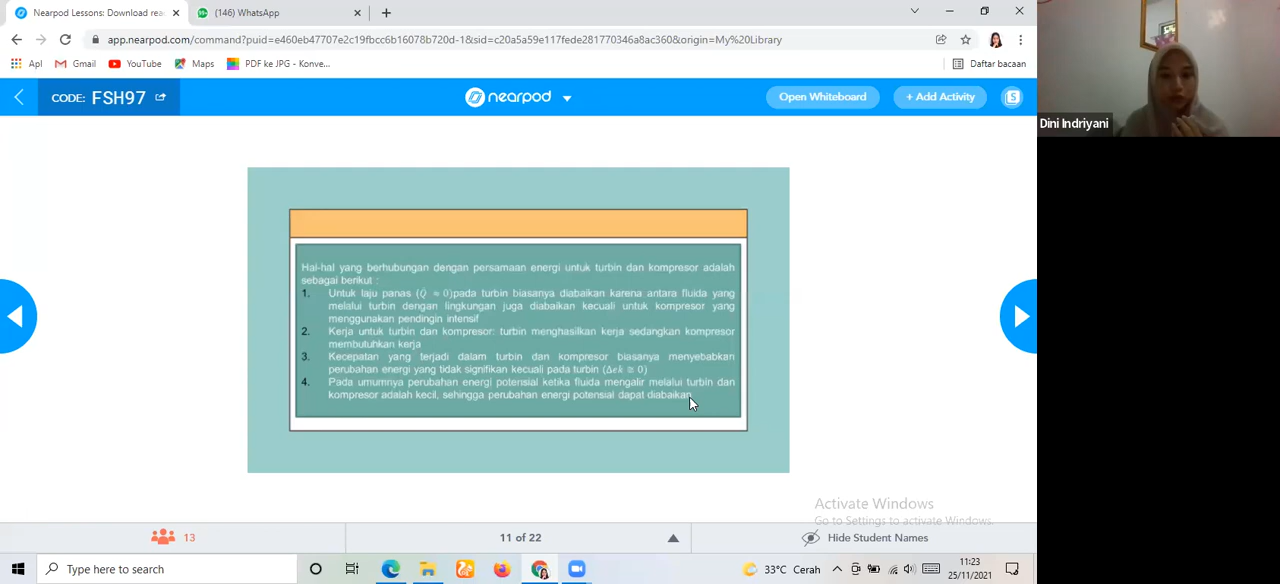 Nearpod Lessons: Download rea
(146) WhatsApp
app.nearpod.com/command?puid=e460eb47707e2c19fbcc6b16078b720d-1&sid=c20a5a59e117fede281770346a8ac360&origin=My%20Library
Apl
Gmail
YouTube
Maps
PDF ke JPG - Konve...
Daftar bacaan
CODE: FSH97
nearpod
Open Whiteboard
+ Add Activity
S
Dini Indriyani
Hal-hal yang berhubungan dengan persamaan energi untuk turbin dan kompresor adalah
sebagai berikut :
1. Untuk laju panas (Q̇ ≈ 0)pada turbin biasanya diabaikan karena antara fluida yang
melalui turbin dengan lingkungan juga diabaikan kecuali untuk kompresor yang
menggunakan pendingin intensif
2. Kerja untuk turbin dan kompresor: turbin menghasilkan kerja sedangkan kompresor
membutuhkan kerja
3. Kecepatan yang terjadi dalam turbin dan kompresor biasanya menyebabkan
perubahan energi yang tidak signifikan kecuali pada turbin (Δek ≅ 0)
4. Pada umumnya perubahan energi potensial ketika fluida mengalir melalui turbin dan
kompresor adalah kecil, sehingga perubahan energi potensial dapat diabaikan
Activate Windows
Go to Settings to activate Windows.
13
11 of 22
Hide Student Names
Type here to search
33°C Cerah
11:23
25/11/2021